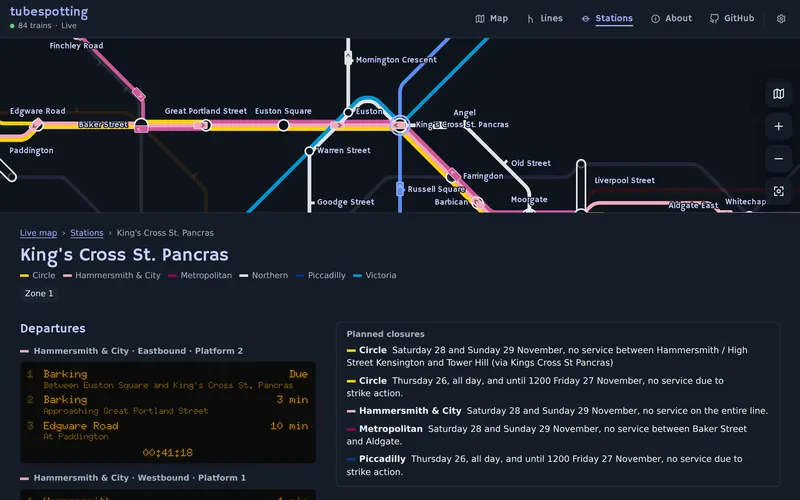 tubespotting
84 trains · Live
Map
Lines
Stations
About
GitHub
Finchley Road
Mornington Crescent
Edgware Road
Great Portland Street
Euston Square
Euston
Angel
Baker Street
King's Cross St. Pancras
Paddington
Warren Street
Old Street
Farringdon
Liverpool Street
Russell Square
Goodge Street
Barbican
Moorgate
Aldgate East
Whitechap
Live map › Stations › King's Cross St. Pancras
King's Cross St. Pancras
Circle Hammersmith & City Metropolitan Northern Piccadilly Victoria
Zone 1
Departures
Hammersmith & City · Eastbound · Platform 2
1 Barking Due
Between Euston Square and King's Cross St. Pancras
2 Barking 3 min
Approaching Great Portland Street
3 Edgware Road 10 min
At Paddington
00:41:18
Hammersmith & City · Westbound · Platform 1
Planned closures
Circle Saturday 28 and Sunday 29 November, no service between Hammersmith / High
Street Kensington and Tower Hill (via Kings Cross St Pancras)
Circle Thursday 26, all day, and until 1200 Friday 27 November, no service due to
strike action.
Hammersmith & City Saturday 28 and Sunday 29 November, no service on the entire line.
Metropolitan Saturday 28 and Sunday 29 November, no service between Baker Street
and Aldgate.
Piccadilly Thursday 26, all day, and until 1200 Friday 27 November, no service due to
strike action.